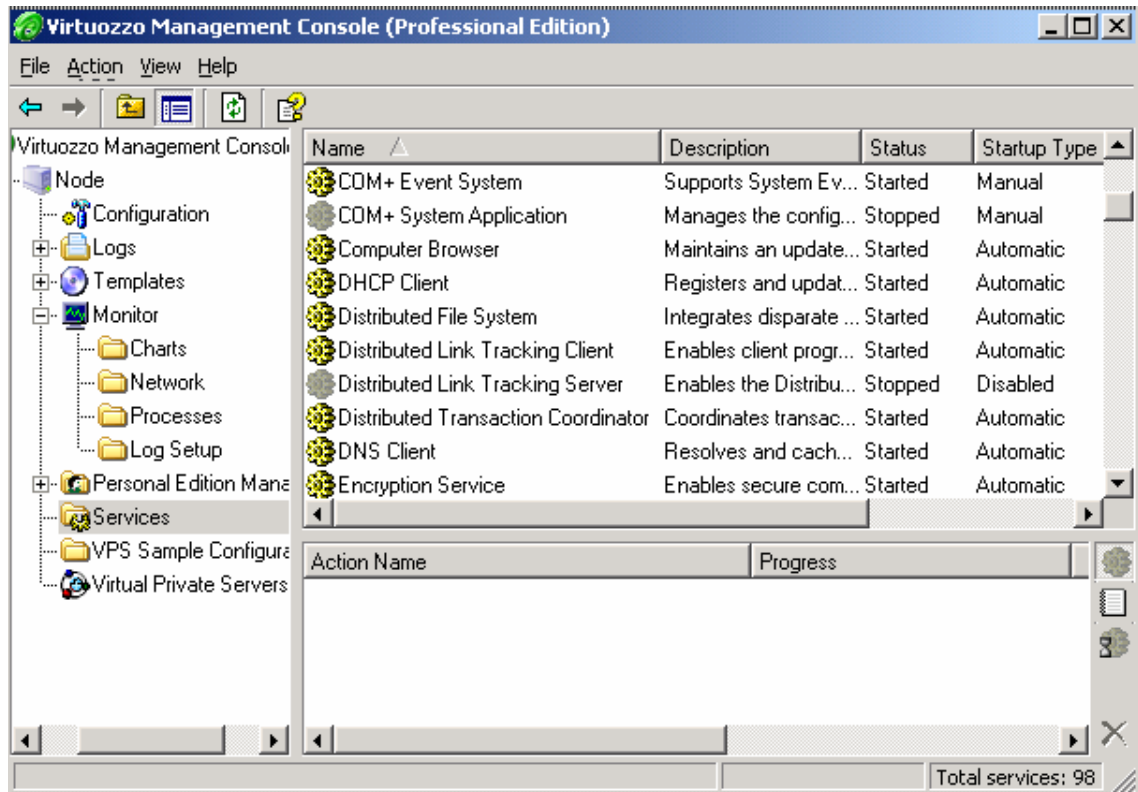 Virtuozzo Management Console (Professional Edition)
File Action View Help
Virtuozzo Management Consol
Node
Configuration
Logs
Templates
Monitor
Charts
Network
Processes
Log Setup
Personal Edition Mana
Services
VPS Sample Configura
Virtual Private Servers
Name Description Status Startup Type
COM+ Event System Supports System Ev... Started Manual
COM+ System Application Manages the config... Stopped Manual
Computer Browser Maintains an update... Started Automatic
DHCP Client Registers and updat... Started Automatic
Distributed File System Integrates disparate ... Started Automatic
Distributed Link Tracking Client Enables client progr... Started Automatic
Distributed Link Tracking Server Enables the Distribu... Stopped Disabled
Distributed Transaction Coordinator Coordinates transac... Started Automatic
DNS Client Resolves and cach... Started Automatic
Encryption Service Enables secure com... Started Automatic
Action Name Progress
Total services: 98